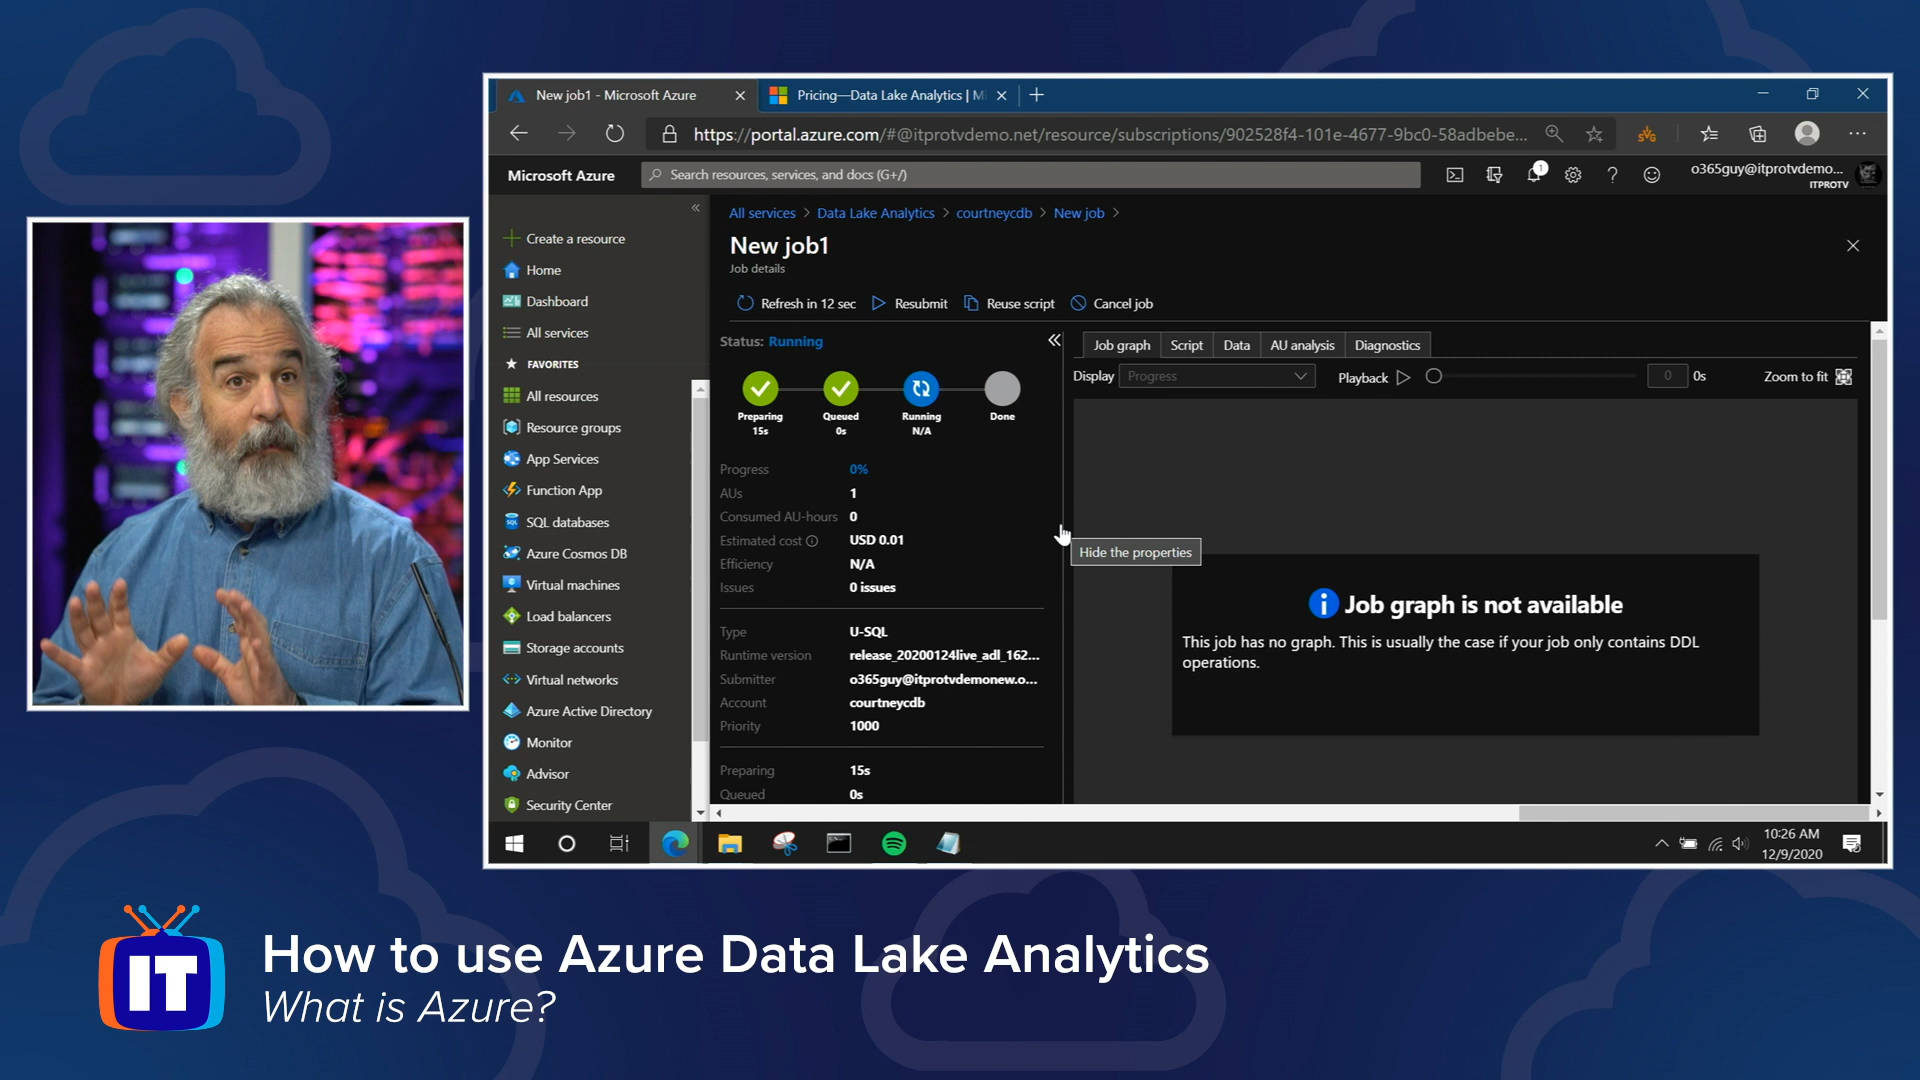 New job1 - Microsoft Azure
Pricing—Data Lake Analytics | Mi
https://portal.azure.com/#@itprotvdemo.net/resource/subscriptions/902528f4-101e-4677-9bc0-58adbebe...
Microsoft Azure
Search resources, services, and docs (G+/)
1
o365guy@itprotvdemo...
ITPROTV
Create a resource
Home
Dashboard
All services
FAVORITES
All resources
Resource groups
App Services
Function App
SQL databases
Azure Cosmos DB
Virtual machines
Load balancers
Storage accounts
Virtual networks
Azure Active Directory
Monitor
Advisor
Security Center
All services > Data Lake Analytics > courtneycdb > New job >
New job1
Job details
Refresh in 12 sec
Resubmit
Reuse script
Cancel job
Status: Running
Preparing
15s
Queued
0s
Running
N/A
Done
Progress 0%
AUs 1
Consumed AU-hours 0
Estimated cost USD 0.01
Efficiency N/A
Issues 0 issues
Type U-SQL
Runtime version release_20200124live_adl_162...
Submitter o365guy@itprotvdemonew.o...
Account courtneycdb
Priority 1000
Preparing 15s
Queued 0s
Job graph
Script
Data
AU analysis
Diagnostics
Display Progress
Playback
0 0s
Zoom to fit
Hide the properties
Job graph is not available
This job has no graph. This is usually the case if your job only contains DDL
operations.
10:26 AM
12/9/2020
IT
How to use Azure Data Lake Analytics
What is Azure?